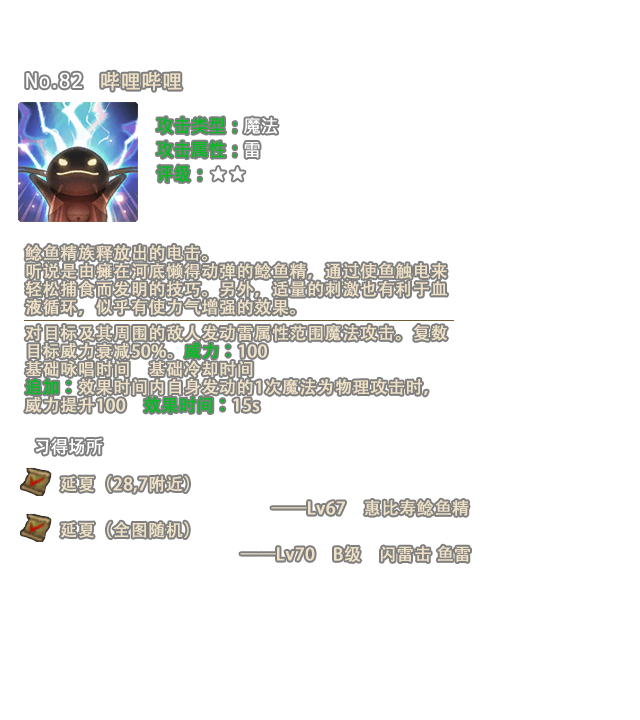 No.82 哔哩哔哩
攻击类型：魔法
攻击属性：雷
评级：☆☆
鲶鱼精族释放出的电击。
听说是由瘫在河底懒得动弹的鲶鱼精，通过使鱼触电来
轻松捕食而发明的技巧。另外，适量的刺激也有利于血
液循环，似乎有使力气增强的效果。
对目标及其周围的敌人发动雷属性范围魔法攻击。复数
目标威力衰减50%。威力：100
基础咏唱时间 基础冷却时间
追加：效果时间内自身发动的1次魔法为物理攻击时，
威力提升100 效果时间：15s
习得场所
延夏（28,7附近）
——Lv67 惠比寿鲶鱼精
延夏（全图随机）
——Lv70 B级 闪雷击 鱼雷